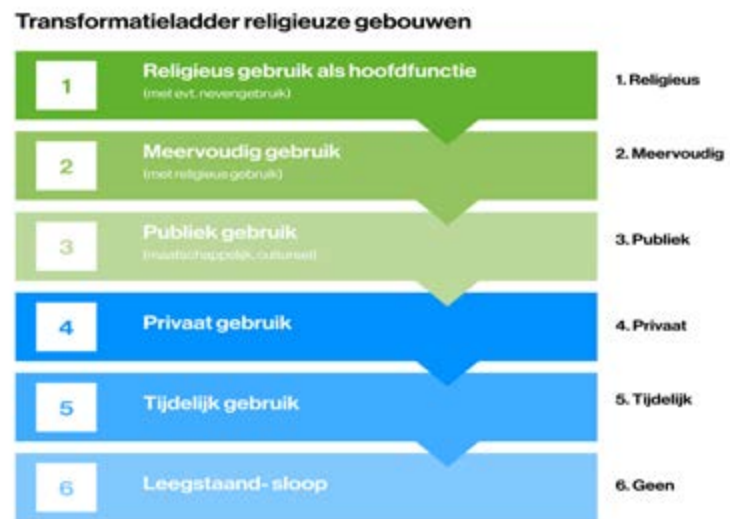 Transformatieladder religieuze gebouwen
1
Religieus gebruik als hoofdfunctie
(met evt. nevengebruik)
1. Religieus
2
Meervoudig gebruik
(met religieus gebruik)
2. Meervoudig
3
Publiek gebruik
(maatschappelijk, cultureel)
3. Publiek
4
Privaat gebruik
4. Privaat
5
Tijdelijk gebruik
5. Tijdelijk
6
Leegstaand- sloop
6. Geen